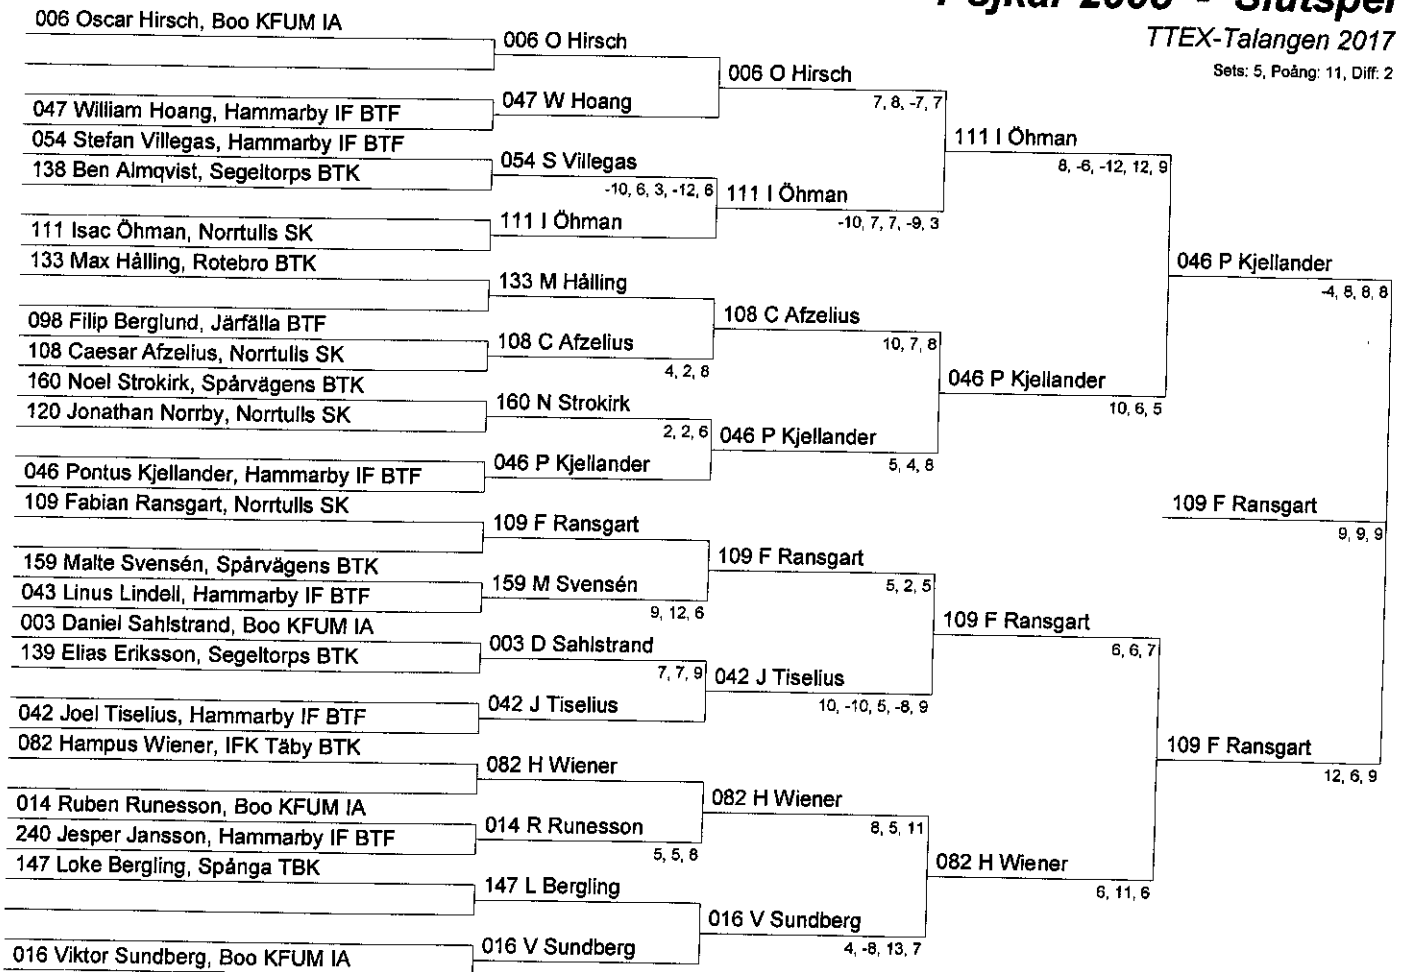 Pojkar 2006 - Slutspel
TTEX-Talangen 2017
Sets: 5, Poäng: 11, Diff: 2
006 Oscar Hirsch, Boo KFUM IA
047 William Hoang, Hammarby IF BTF
054 Stefan Villegas, Hammarby IF BTF
138 Ben Almqvist, Segeltorps BTK
111 Isac Öhman, Norrtulls SK
133 Max Hålling, Rotebro BTK
098 Filip Berglund, Järfälla BTF
108 Caesar Afzelius, Norrtulls SK
160 Noel Strokirk, Spårvägens BTK
120 Jonathan Norrby, Norrtulls SK
046 Pontus Kjellander, Hammarby IF BTF
109 Fabian Ransgart, Norrtulls SK
159 Malte Svensén, Spårvägens BTK
043 Linus Lindell, Hammarby IF BTF
003 Daniel Sahlstrand, Boo KFUM IA
139 Elias Eriksson, Segeltorps BTK
042 Joel Tiselius, Hammarby IF BTF
082 Hampus Wiener, IFK Täby BTK
014 Ruben Runesson, Boo KFUM IA
240 Jesper Jansson, Hammarby IF BTF
147 Loke Bergling, Spånga TBK
016 Viktor Sundberg, Boo KFUM IA
006 O Hirsch
047 W Hoang
054 S Villegas
-10, 6, 3, -12, 6
111 I Öhman
133 M Hålling
108 C Afzelius
4, 2, 8
160 N Strokirk
2, 2, 6
046 P Kjellander
109 F Ransgart
159 M Svensén
9, 12, 6
003 D Sahlstrand
7, 7, 9
042 J Tiselius
082 H Wiener
014 R Runesson
5, 5, 8
147 L Bergling
016 V Sundberg
006 O Hirsch
7, 8, -7, 7
111 I Öhman
-10, 7, 7, -9, 3
108 C Afzelius
10, 7, 8
046 P Kjellander
5, 4, 8
109 F Ransgart
5, 2, 5
042 J Tiselius
10, -10, 5, -8, 9
082 H Wiener
8, 5, 11
016 V Sundberg
4, -8, 13, 7
111 I Öhman
8, -6, -12, 12, 9
046 P Kjellander
10, 6, 5
109 F Ransgart
6, 6, 7
082 H Wiener
6, 11, 6
046 P Kjellander
-4, 8, 8, 8
109 F Ransgart
9, 9, 9
109 F Ransgart
12, 6, 9